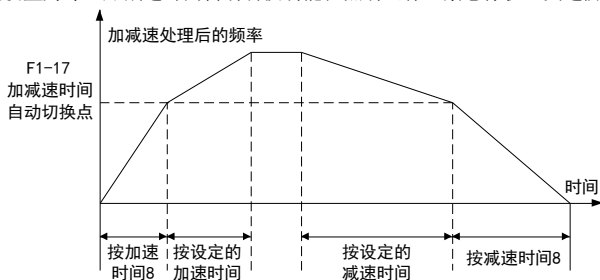 加减速处理后的频率
F1-17
加减速时间
自动切换点
时间
按加速
时间8
按设定的
加速时间
按设定的
减速时间
按减速时间8